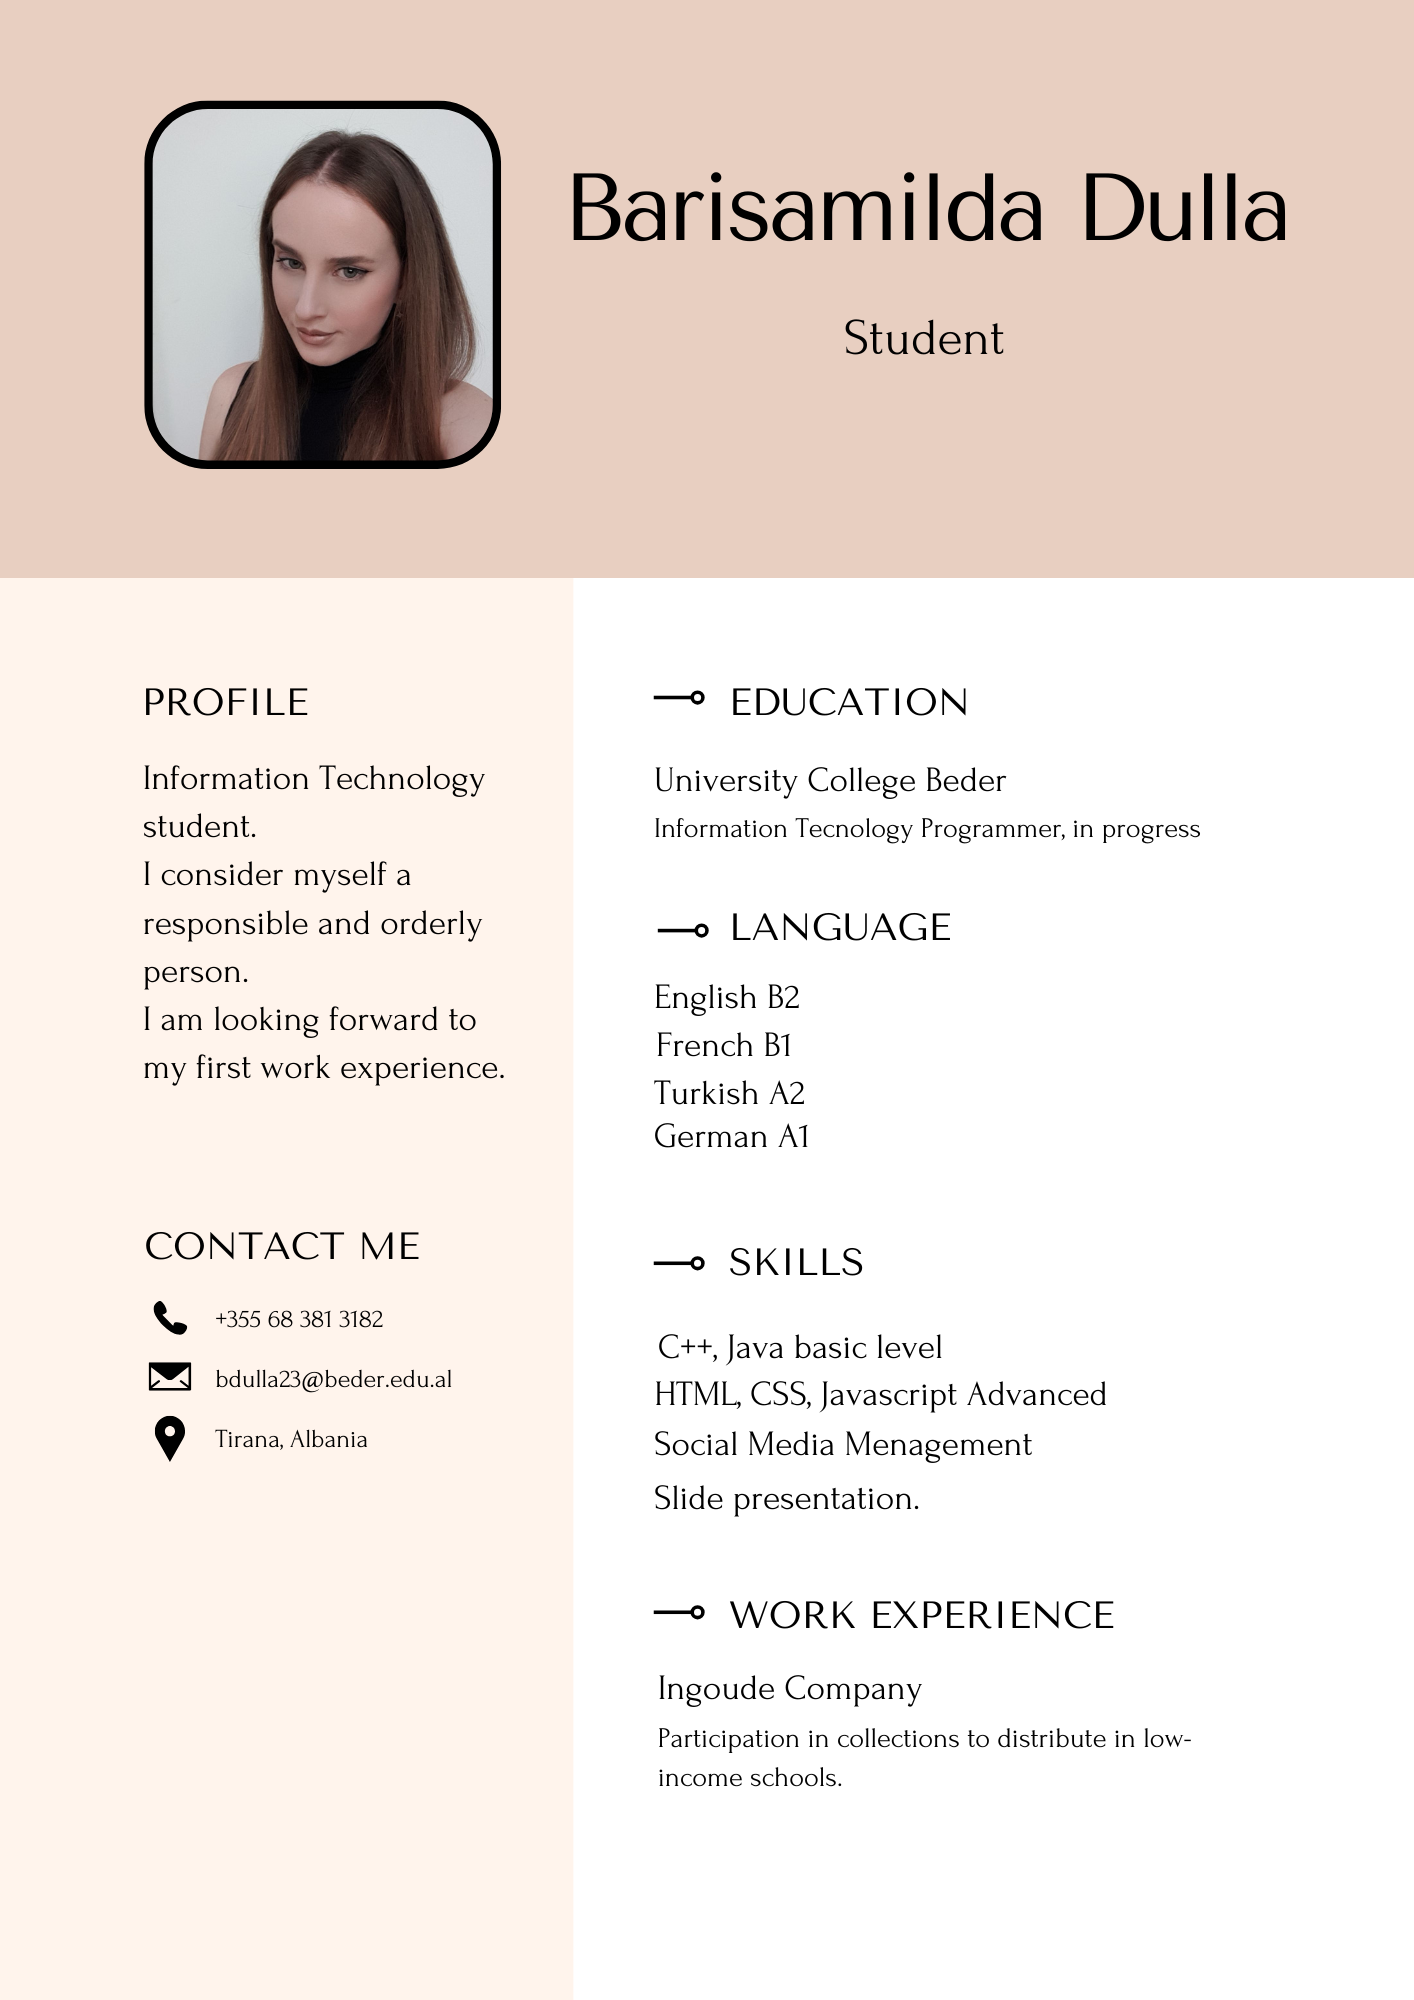 Barisamilda Dulla
Student
PROFILE
Information Technology
student.
I consider myself a
responsible and orderly
person.
I am looking forward to
my first work experience.
CONTACT ME
+355 68 381 3182
bdulla23@beder.edu.al
Tirana, Albania
EDUCATION
University College Beder
Information Tecnology Programmer, in progress
LANGUAGE
English B2
French B1
Turkish A2
German A1
SKILLS
C++, Java basic level
HTML, CSS, Javascript Advanced
Social Media Menagement
Slide presentation.
WORK EXPERIENCE
Ingoude Company
Participation in collections to distribute in low-
income schools.